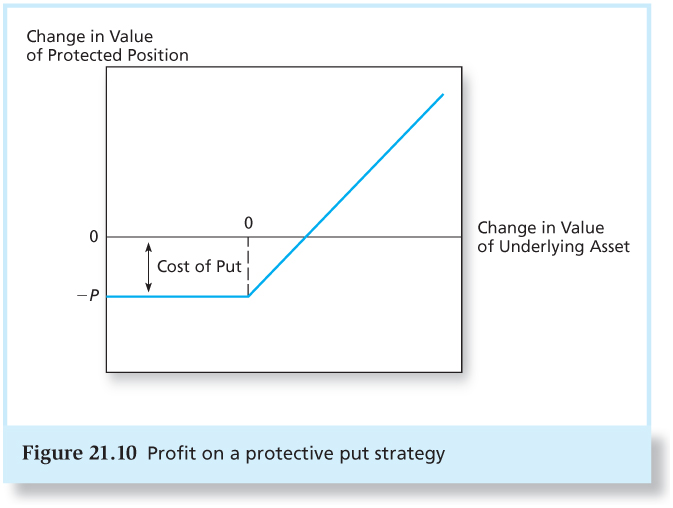 Change in Value
of Protected Position
0
0
Change in Value
of Underlying Asset
Cost of Put
−P
Figure 21.10 Profit on a protective put strategy